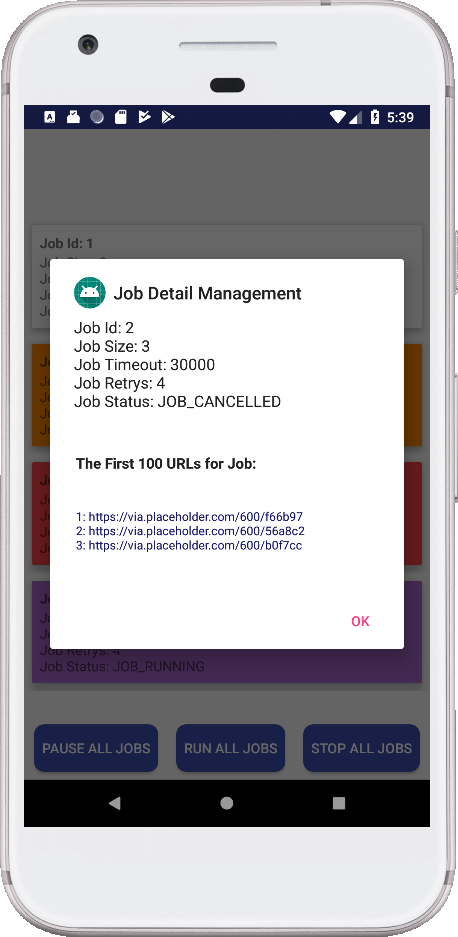 5:39
Job Id: 1
Job Detail Management
Job Id: 2
Job Size: 3
Job Timeout: 30000
Job Retrys: 4
Job Status: JOB_CANCELLED
The First 100 URLs for Job:
1: https://via.placeholder.com/600/f66b97
2: https://via.placeholder.com/600/56a8c2
3: https://via.placeholder.com/600/b0f7cc
OK
Job Retrys: 4
Job Status: JOB_RUNNING
PAUSE ALL JOBS
RUN ALL JOBS
STOP ALL JOBS